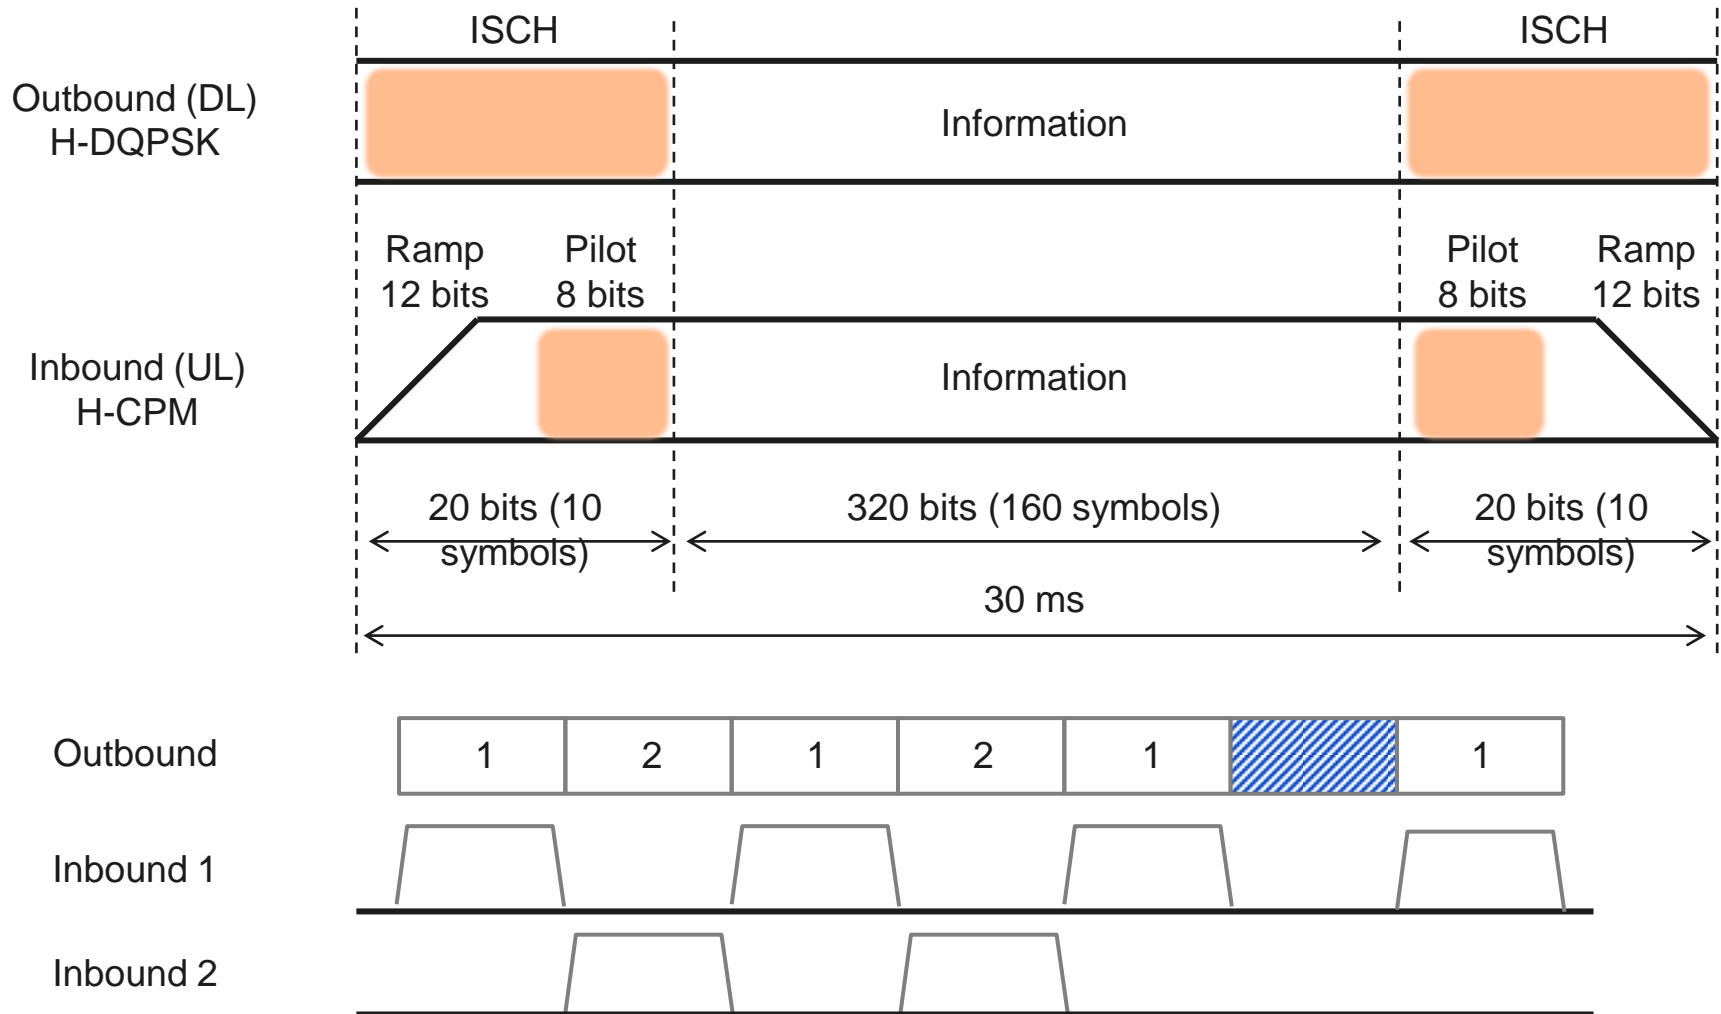 ISCH
ISCH
Outbound (DL)
H-DQPSK
Information
Ramp
12 bits
Pilot
8 bits
Pilot
8 bits
Ramp
12 bits
Inbound (UL)
H-CPM
Information
20 bits (10
symbols)
320 bits (160 symbols)
20 bits (10
symbols)
30 ms
Outbound
1
2
1
2
1
1
Inbound 1
Inbound 2